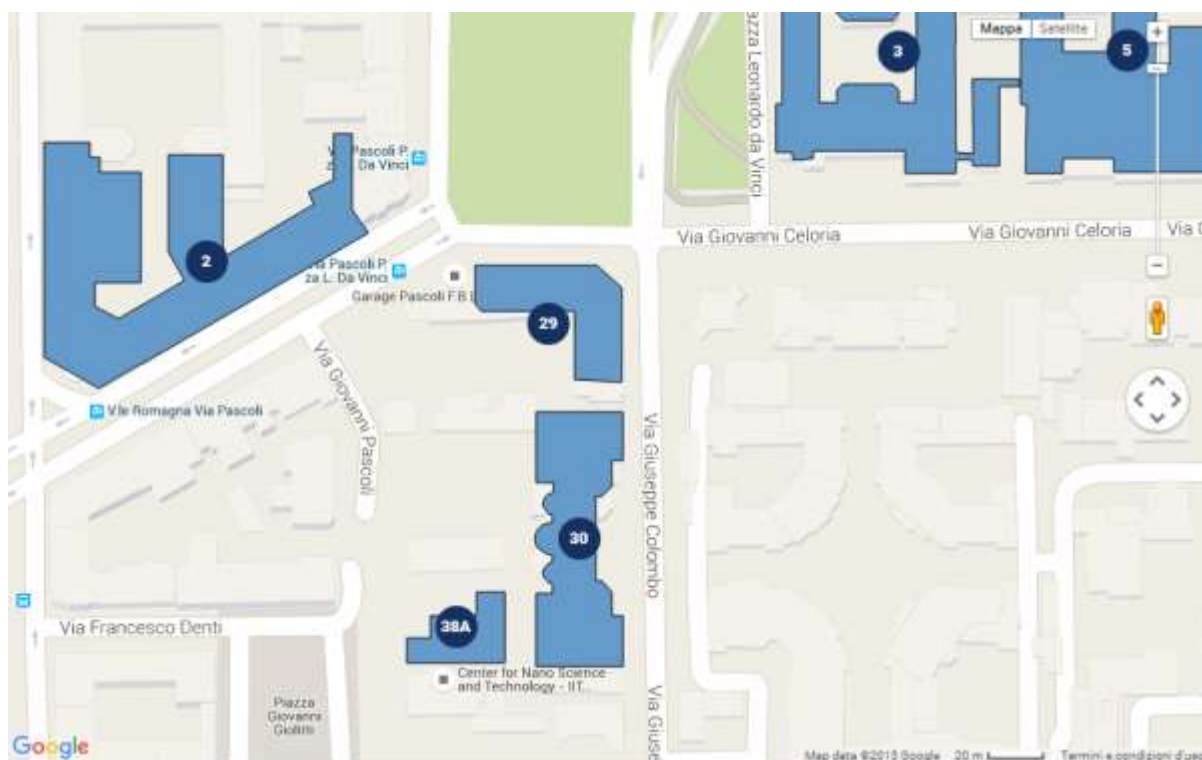 Mappa
Satellite
+
3
5
Piazza Leonardo da Vinci
Via Pascoli P.
za L. Da Vinci
2
Via Giovanni Celoria
Via Giovanni Celoria
Via Pascoli P.
za L. Da Vinci
Garage Pascoli F.B
29
Via Giovanni Pascoli
V.le Romagna Via Pascoli
Via Giuseppe Colombo
30
38A
Via Francesco Denti
Center for Nano Science
and Technology - IIT
Piazza
Giovanni
Giolitti
Via Gius
Google
Map data ©2015 Google
20 m
Termini e condizioni d'uso